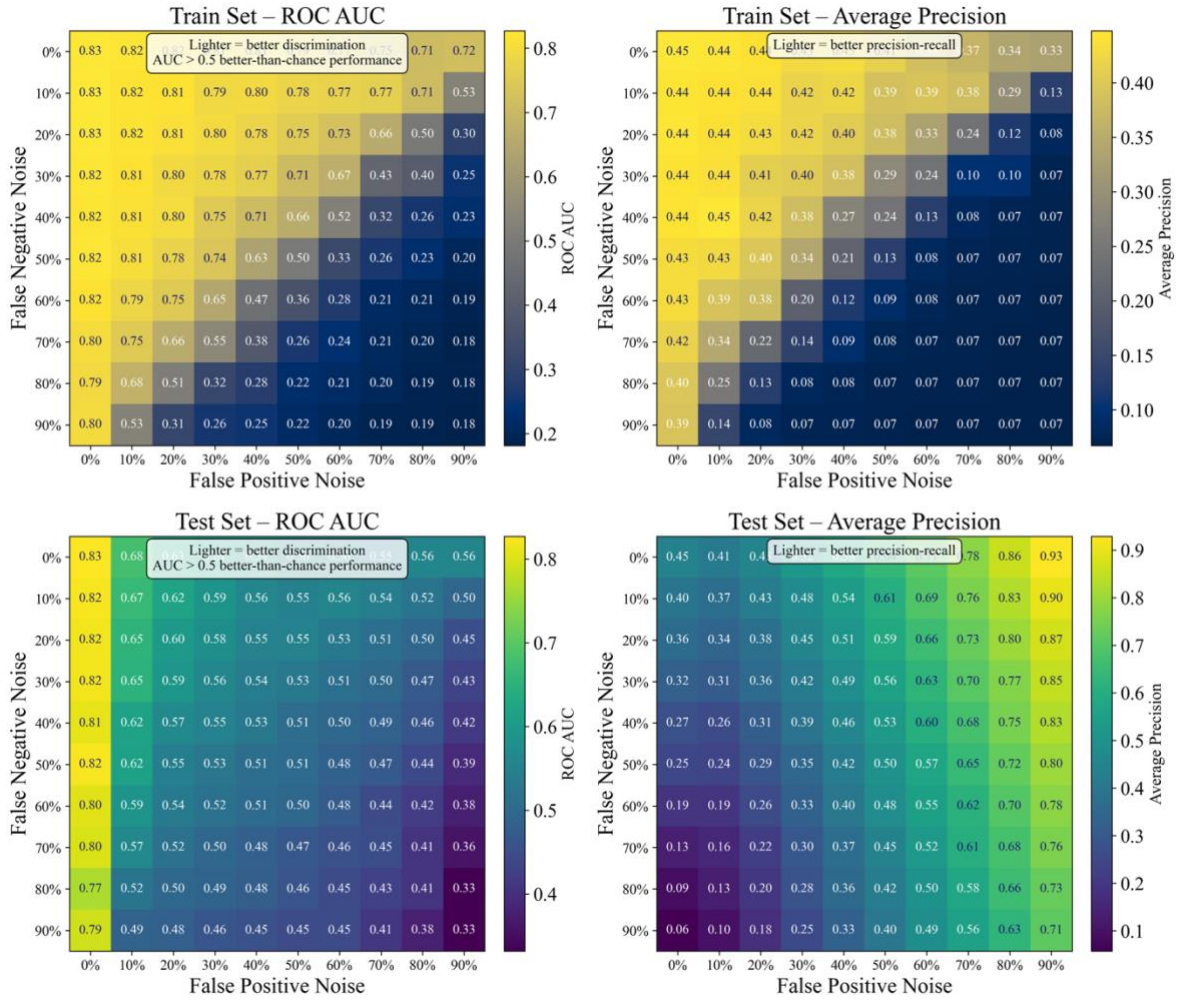 Train Set – ROC AUC
Lighter = better discrimination
AUC > 0.5 better-than-chance performance
False Negative Noise
0% 0.83 0.82 0.71 0.72
10% 0.83 0.82 0.81 0.79 0.80 0.78 0.77 0.77 0.71 0.53
20% 0.83 0.82 0.81 0.80 0.78 0.75 0.73 0.66 0.50 0.30
30% 0.82 0.81 0.80 0.78 0.77 0.71 0.67 0.43 0.40 0.25
40% 0.82 0.81 0.80 0.75 0.71 0.66 0.52 0.32 0.26 0.23
50% 0.82 0.81 0.78 0.74 0.63 0.50 0.33 0.26 0.23 0.20
60% 0.82 0.79 0.75 0.65 0.47 0.36 0.28 0.21 0.21 0.19
70% 0.80 0.75 0.66 0.55 0.38 0.26 0.24 0.21 0.20 0.18
80% 0.79 0.68 0.51 0.32 0.28 0.22 0.21 0.20 0.19 0.18
90% 0.80 0.53 0.31 0.26 0.25 0.22 0.20 0.19 0.19 0.18
0% 10% 20% 30% 40% 50% 60% 70% 80% 90%
False Positive Noise
0.8
0.7
0.6
0.5
0.4
0.3
0.2
ROC AUC
Train Set – Average Precision
Lighter = better precision-recall
False Negative Noise
0% 0.45 0.44 0.37 0.34 0.33
10% 0.44 0.44 0.44 0.42 0.42 0.39 0.39 0.38 0.29 0.13
20% 0.44 0.44 0.43 0.42 0.40 0.38 0.33 0.24 0.12 0.08
30% 0.44 0.44 0.41 0.40 0.38 0.29 0.24 0.10 0.10 0.07
40% 0.44 0.45 0.42 0.38 0.27 0.24 0.13 0.08 0.07 0.07
50% 0.43 0.43 0.40 0.34 0.21 0.13 0.08 0.07 0.07 0.07
60% 0.43 0.39 0.38 0.20 0.12 0.09 0.08 0.07 0.07 0.07
70% 0.42 0.34 0.22 0.14 0.09 0.08 0.07 0.07 0.07 0.07
80% 0.40 0.25 0.13 0.08 0.08 0.07 0.07 0.07 0.07 0.07
90% 0.39 0.14 0.08 0.07 0.07 0.07 0.07 0.07 0.07 0.07
0% 10% 20% 30% 40% 50% 60% 70% 80% 90%
False Positive Noise
0.40
0.35
0.30
0.25
0.20
0.15
0.10
Average Precision
Test Set – ROC AUC
Lighter = better discrimination
AUC > 0.5 better-than-chance performance
False Negative Noise
0% 0.83 0.68 0.56 0.56
10% 0.82 0.67 0.62 0.59 0.56 0.55 0.56 0.54 0.52 0.50
20% 0.82 0.65 0.60 0.58 0.55 0.55 0.53 0.51 0.50 0.45
30% 0.82 0.65 0.59 0.56 0.54 0.53 0.51 0.50 0.47 0.43
40% 0.81 0.62 0.57 0.55 0.53 0.51 0.50 0.49 0.46 0.42
50% 0.82 0.62 0.55 0.53 0.51 0.51 0.48 0.47 0.44 0.39
60% 0.80 0.59 0.54 0.52 0.51 0.50 0.48 0.44 0.42 0.38
70% 0.80 0.57 0.52 0.50 0.48 0.47 0.46 0.45 0.41 0.36
80% 0.77 0.52 0.50 0.49 0.48 0.46 0.45 0.43 0.41 0.33
90% 0.79 0.49 0.48 0.46 0.45 0.45 0.45 0.41 0.38 0.33
0% 10% 20% 30% 40% 50% 60% 70% 80% 90%
False Positive Noise
0.8
0.7
0.6
0.5
0.4
ROC AUC
Test Set – Average Precision
Lighter = better precision-recall
False Negative Noise
0% 0.45 0.41 0.78 0.86 0.93
10% 0.40 0.37 0.43 0.48 0.54 0.61 0.69 0.76 0.83 0.90
20% 0.36 0.34 0.38 0.45 0.51 0.59 0.66 0.73 0.80 0.87
30% 0.32 0.31 0.36 0.42 0.49 0.56 0.63 0.70 0.77 0.85
40% 0.27 0.26 0.31 0.39 0.46 0.53 0.60 0.68 0.75 0.83
50% 0.25 0.24 0.29 0.35 0.42 0.50 0.57 0.65 0.72 0.80
60% 0.19 0.19 0.26 0.33 0.40 0.48 0.55 0.62 0.70 0.78
70% 0.13 0.16 0.22 0.30 0.37 0.45 0.52 0.61 0.68 0.76
80% 0.09 0.13 0.20 0.28 0.36 0.42 0.50 0.58 0.66 0.73
90% 0.06 0.10 0.18 0.25 0.33 0.40 0.49 0.56 0.63 0.71
0% 10% 20% 30% 40% 50% 60% 70% 80% 90%
False Positive Noise
0.9
0.8
0.7
0.6
0.5
0.4
0.3
0.2
0.1
Average Precision